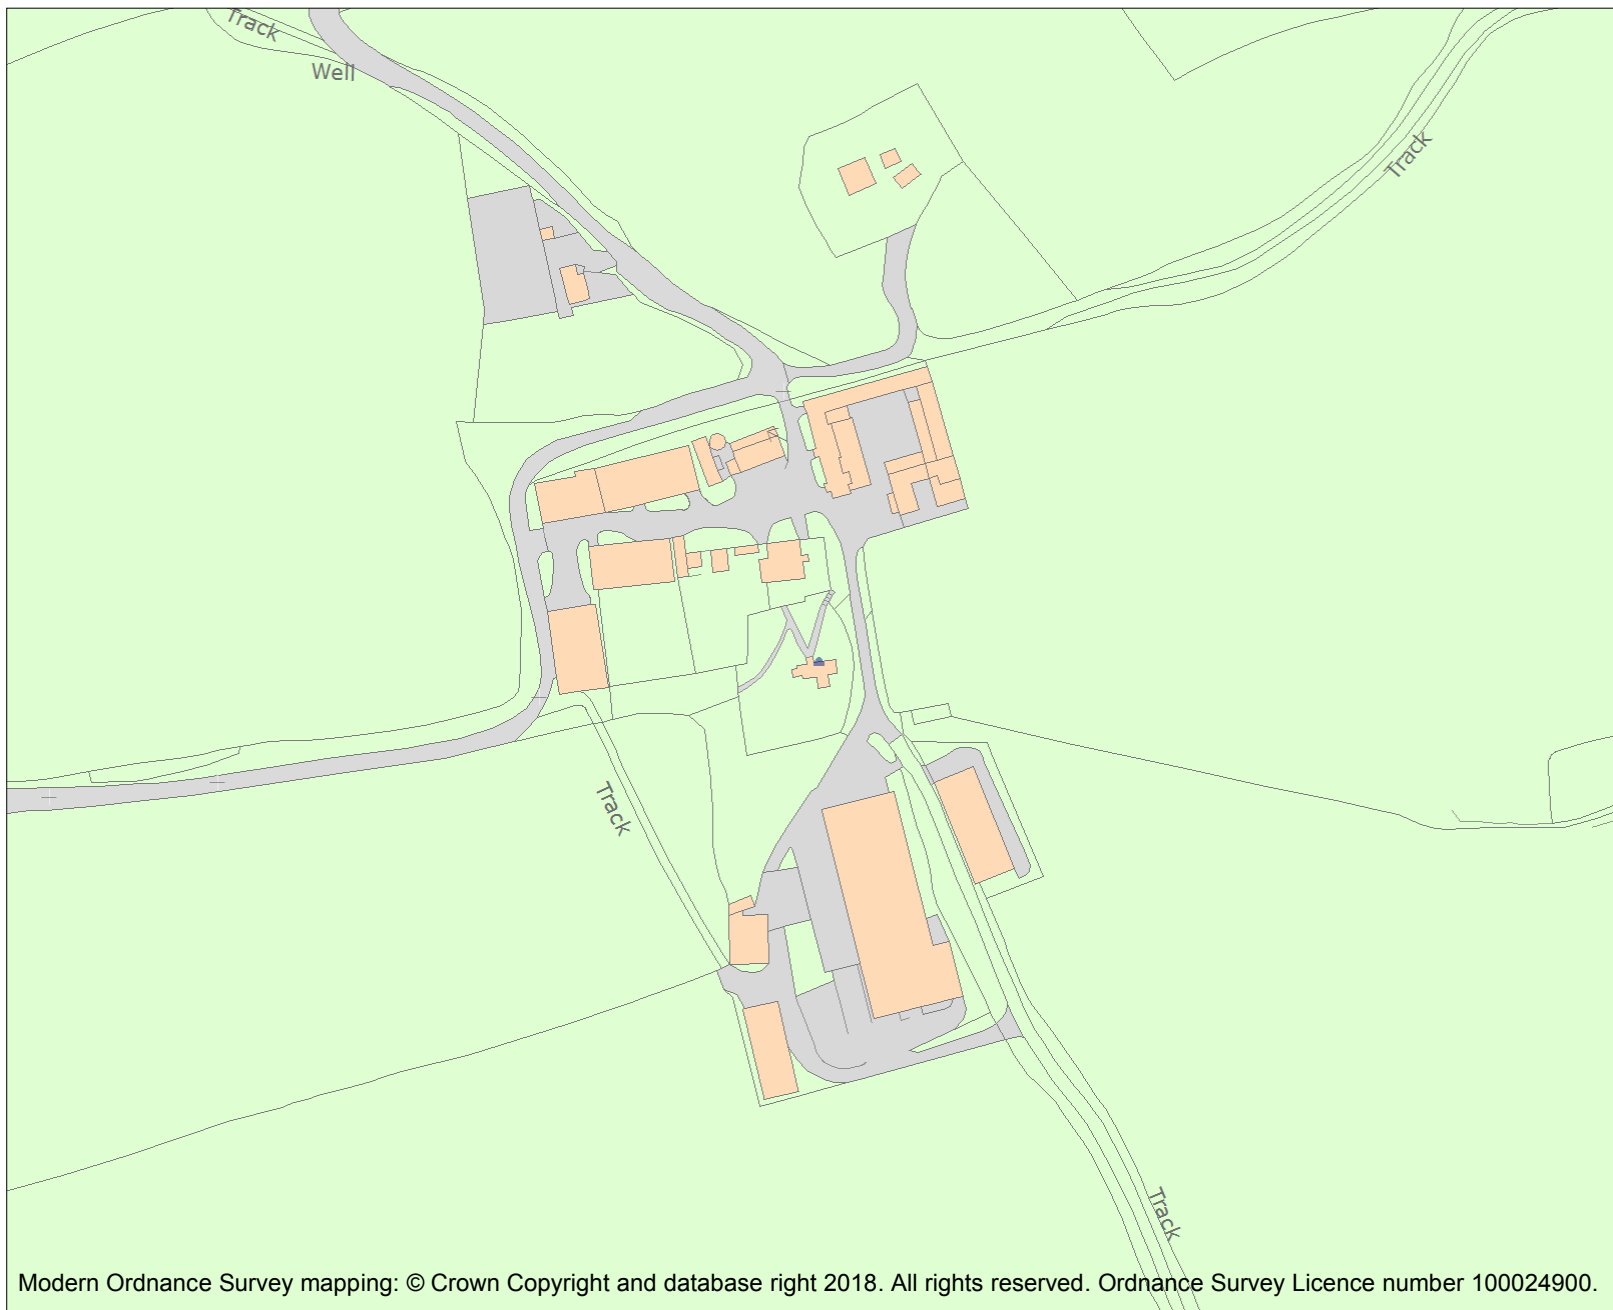 Track
Well
Track
Track
Track
Modern Ordnance Survey mapping: © Crown Copyright and database right 2018. All rights reserved. Ordnance Survey Licence number 100024900.